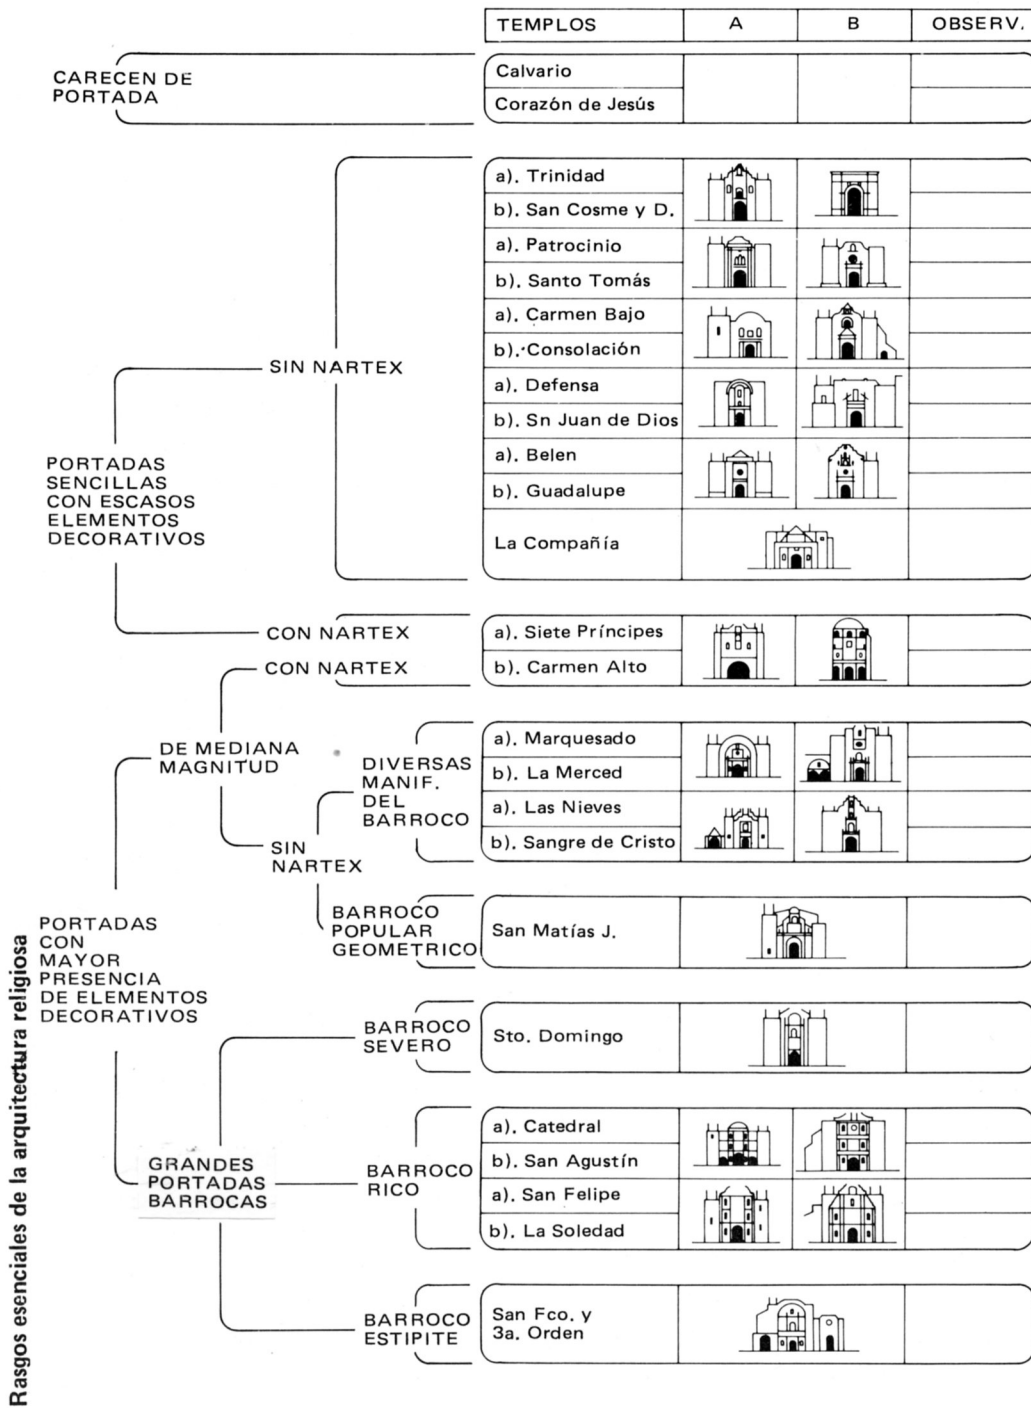 TEMPLOS A B OBSERV.
CARECEN DE
PORTADA
Calvario
Corazón de Jesús
SIN NARTEX
a). Trinidad
b). San Cosme y D.
a). Patrocinio
b). Santo Tomás
a). Carmen Bajo
b). Consolación
a). Defensa
b). Sn Juan de Dios
a). Belen
b). Guadalupe
La Compañía
PORTADAS
SENCILLAS
CON ESCASOS
ELEMENTOS
DECORATIVOS
CON NARTEX
a). Siete Príncipes
CON NARTEX
b). Carmen Alto
DE MEDIANA
MAGNITUD
DIVERSAS
MANIF.
DEL
BARROCO
a). Marquesado
b). La Merced
a). Las Nieves
b). Sangre de Cristo
SIN
NARTEX
BARROCO
POPULAR
GEOMETRICO
San Matías J.
PORTADAS
CON
MAYOR
PRESENCIA
DE ELEMENTOS
DECORATIVOS
BARROCO
SEVERO
Sto. Domingo
GRANDES
PORTADAS
BARROCAS
BARROCO
RICO
a). Catedral
b). San Agustín
a). San Felipe
b). La Soledad
BARROCO
ESTIPITE
San Fco. y
3a. Orden
Rasgos esenciales de la arquitectura religiosa